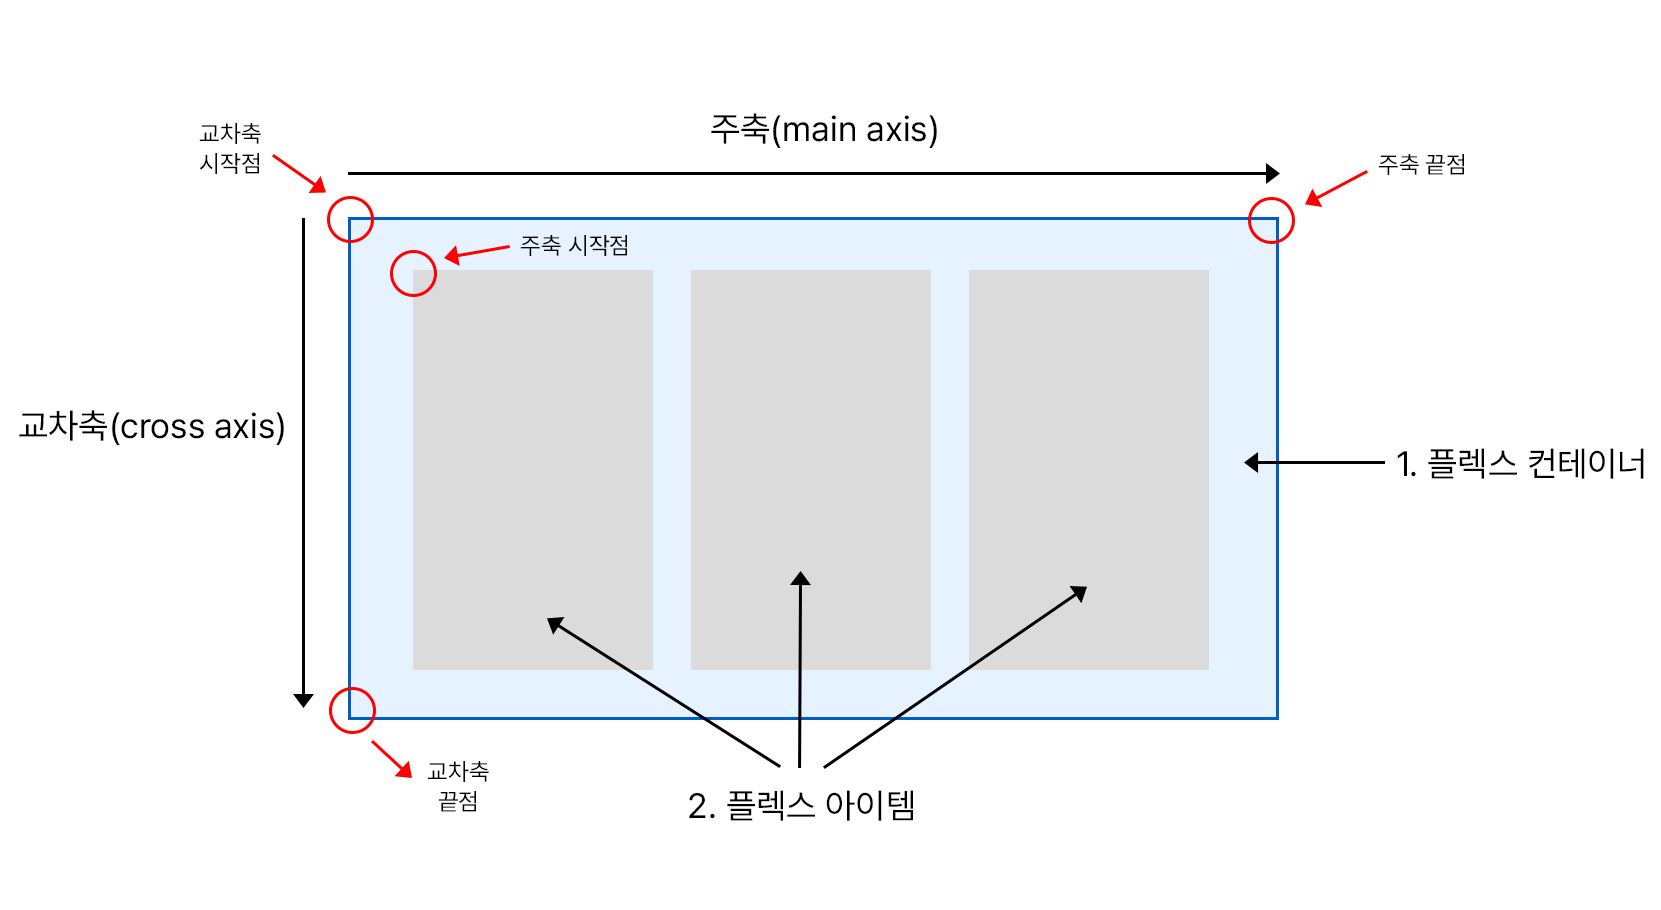 주축(main axis)
교차축
시작점
주축 끝점
주축 시작점
교차축(cross axis)
1. 플렉스 컨테이너
교차축
끝점
2. 플렉스 아이템